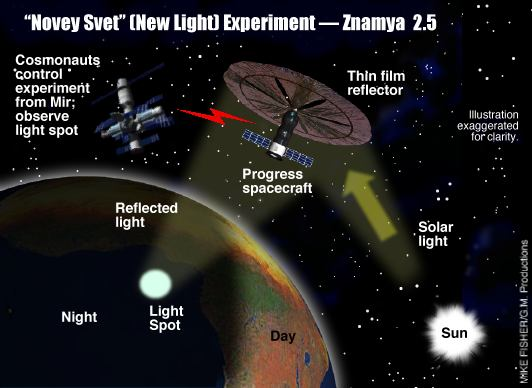 “Novey Svet” (New Light) Experiment — Znamya 2.5
Cosmonauts
control
experiment
from Mir;
observe
light spot
Thin film
reflector
Illustration
exaggerated
for clarity.
Progress
spacecraft
Reflected
light
Solar
light
Light
Spot
Night
Day
Sun
MIKE FISHER/G.M. Productions